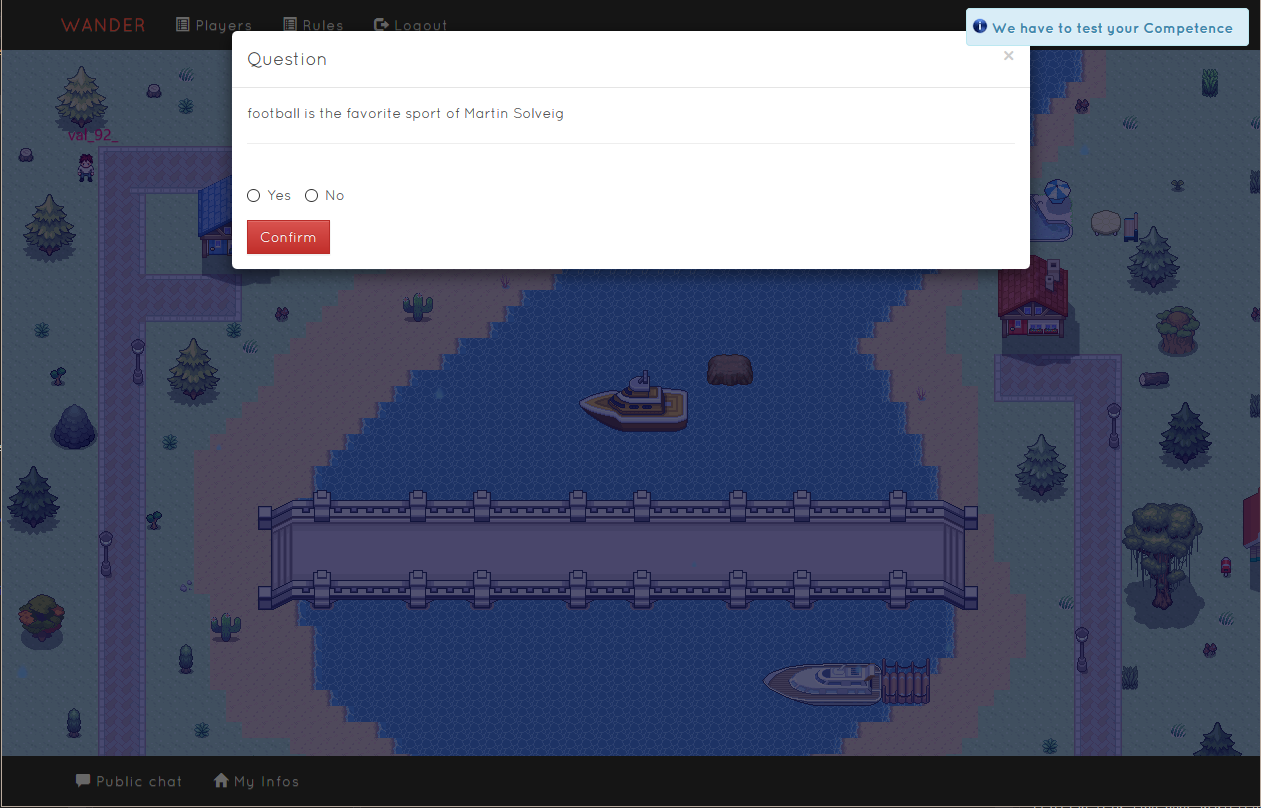 WANDER Players Rules Logout
We have to test your Competence
Question ×
football is the favorite sport of Martin Solveig
val_92_
Yes No
Confirm
Public chat My Infos